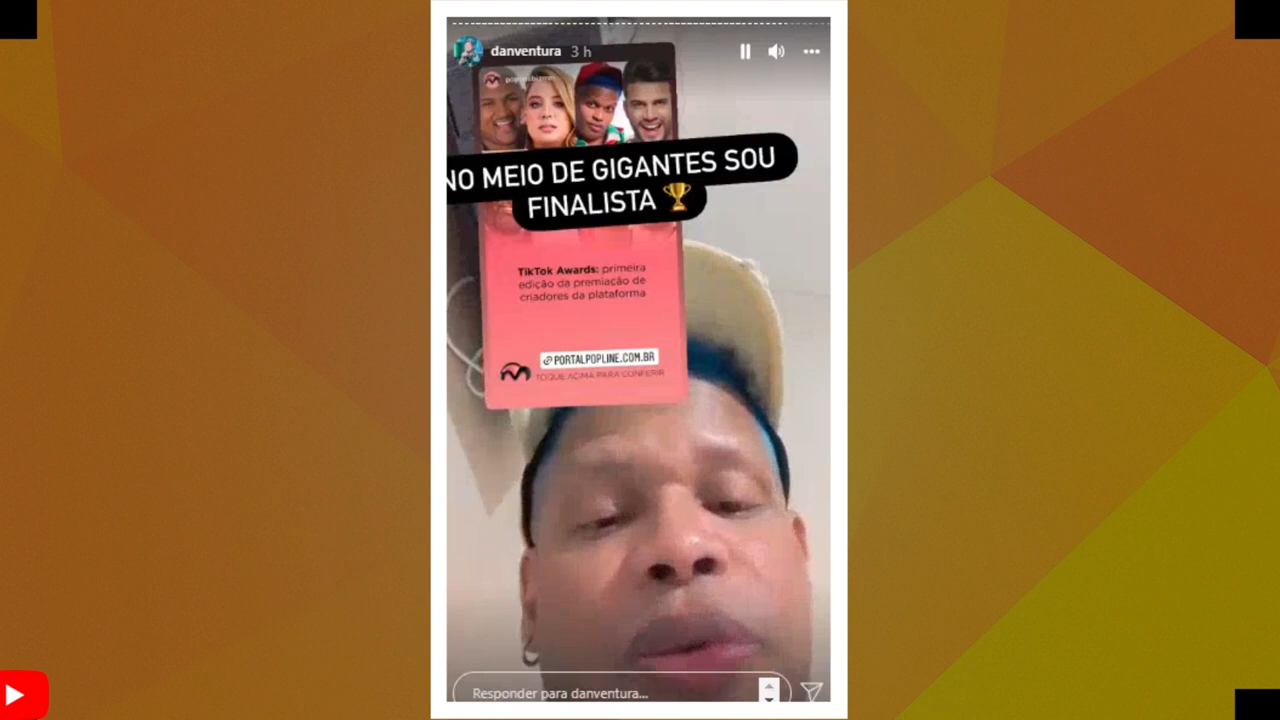 danventura 3 h
NO MEIO DE GIGANTES SOU
FINALISTA
TikTok Awards: primeira
edição da premiação de
criadores da plataforma
PORTALPOPLINE.COM.BR
TOQUE ACIMA PARA CONFERIR
Responder para danventura...